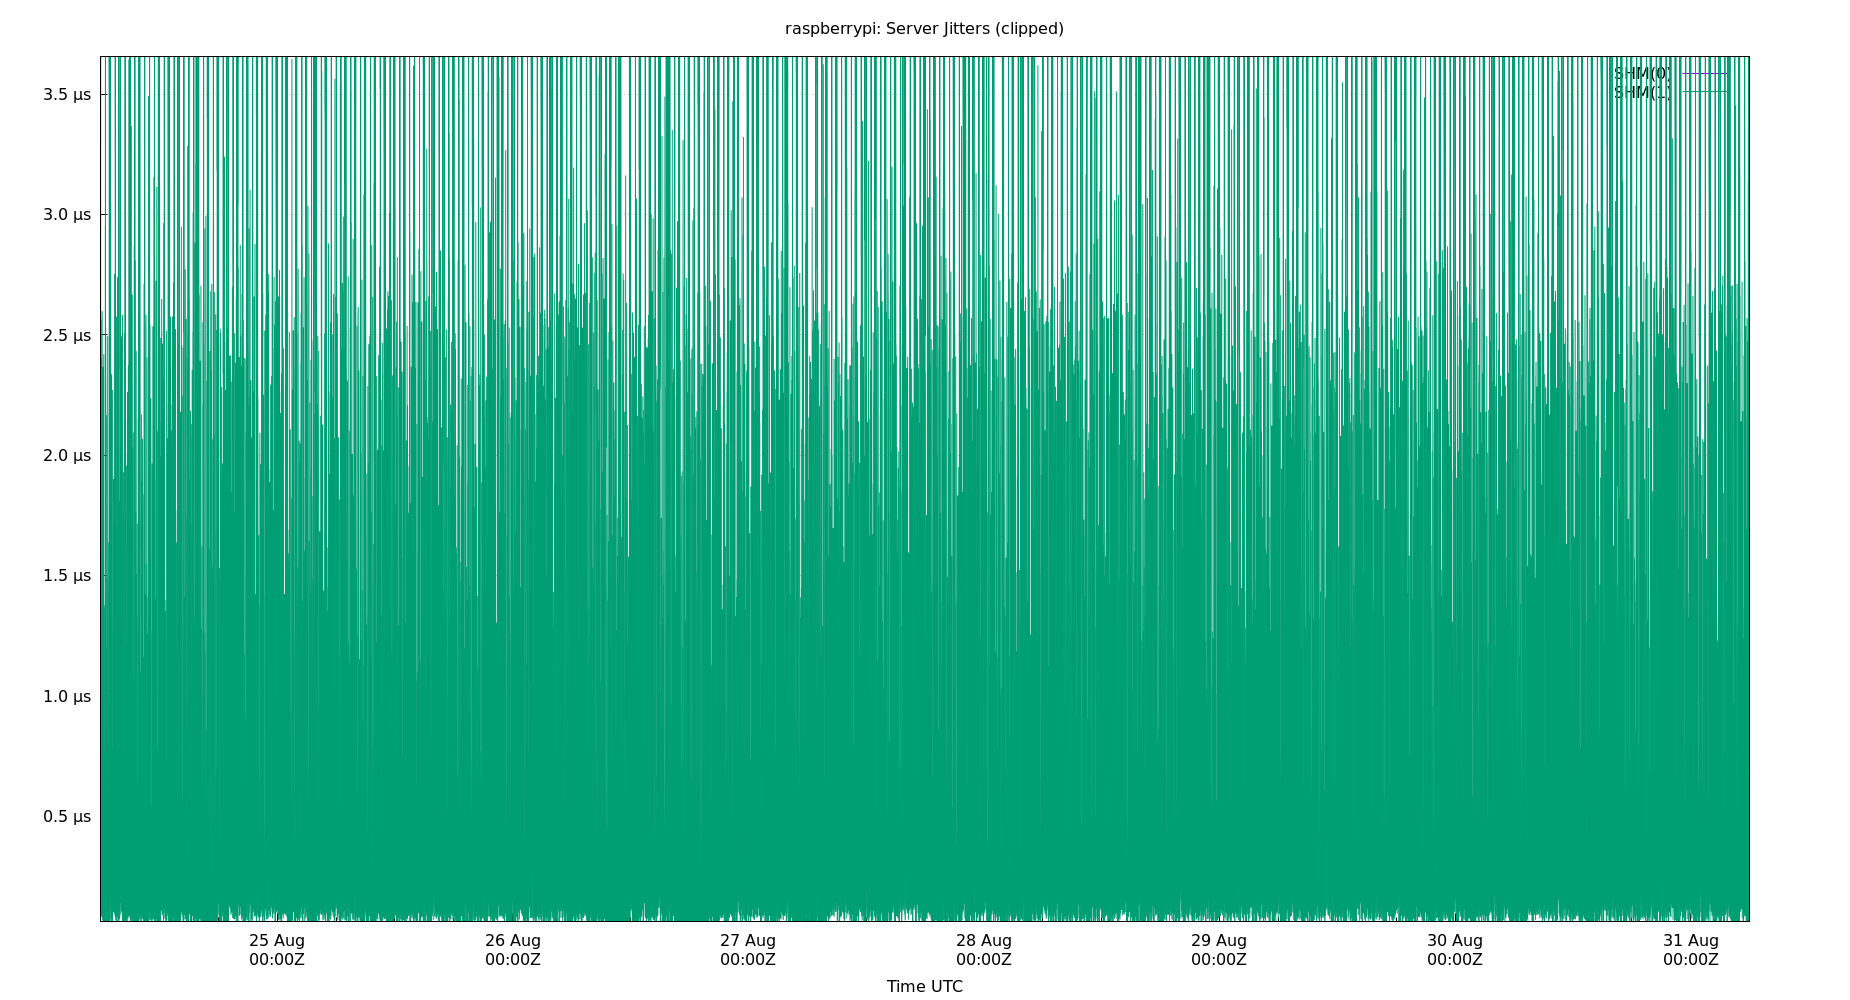 raspberrypi: Server Jitters (clipped)
SHM(0)
SHM(1)
3.5 µs
3.0 µs
2.5 µs
2.0 µs
1.5 µs
1.0 µs
0.5 µs
25 Aug
00:00Z
26 Aug
00:00Z
27 Aug
00:00Z
28 Aug
00:00Z
29 Aug
00:00Z
30 Aug
00:00Z
31 Aug
00:00Z
Time UTC